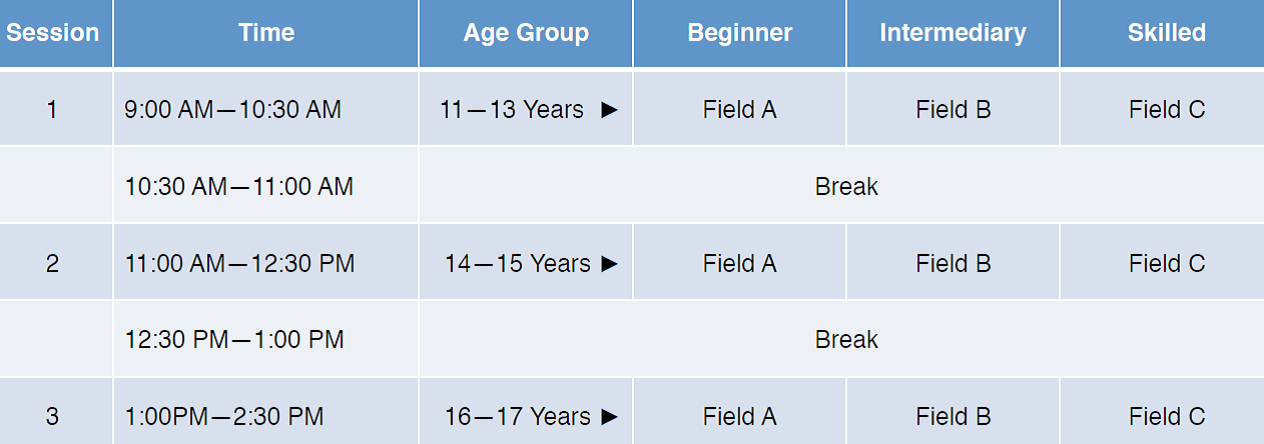 Session Time Age Group Beginner Intermediary Skilled
1 9:00 AM—10:30 AM 11—13 Years ► Field A Field B Field C
10:30 AM—11:00 AM Break
2 11:00 AM—12:30 PM 14—15 Years ► Field A Field B Field C
12:30 PM—1:00 PM Break
3 1:00PM—2:30 PM 16—17 Years ► Field A Field B Field C